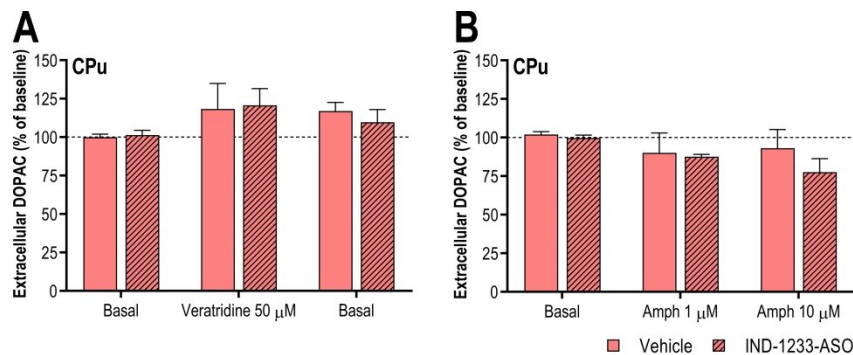 A
Extracellular DOPAC (% of baseline)
CPu
150
125
100
75
50
25
0
Basal
Veratridine 50 μM
Basal
B
Extracellular DOPAC (% of baseline)
CPu
150
125
100
75
50
25
0
Basal
Amph 1 μM
Amph 10 μM
Vehicle
IND-1233-ASO